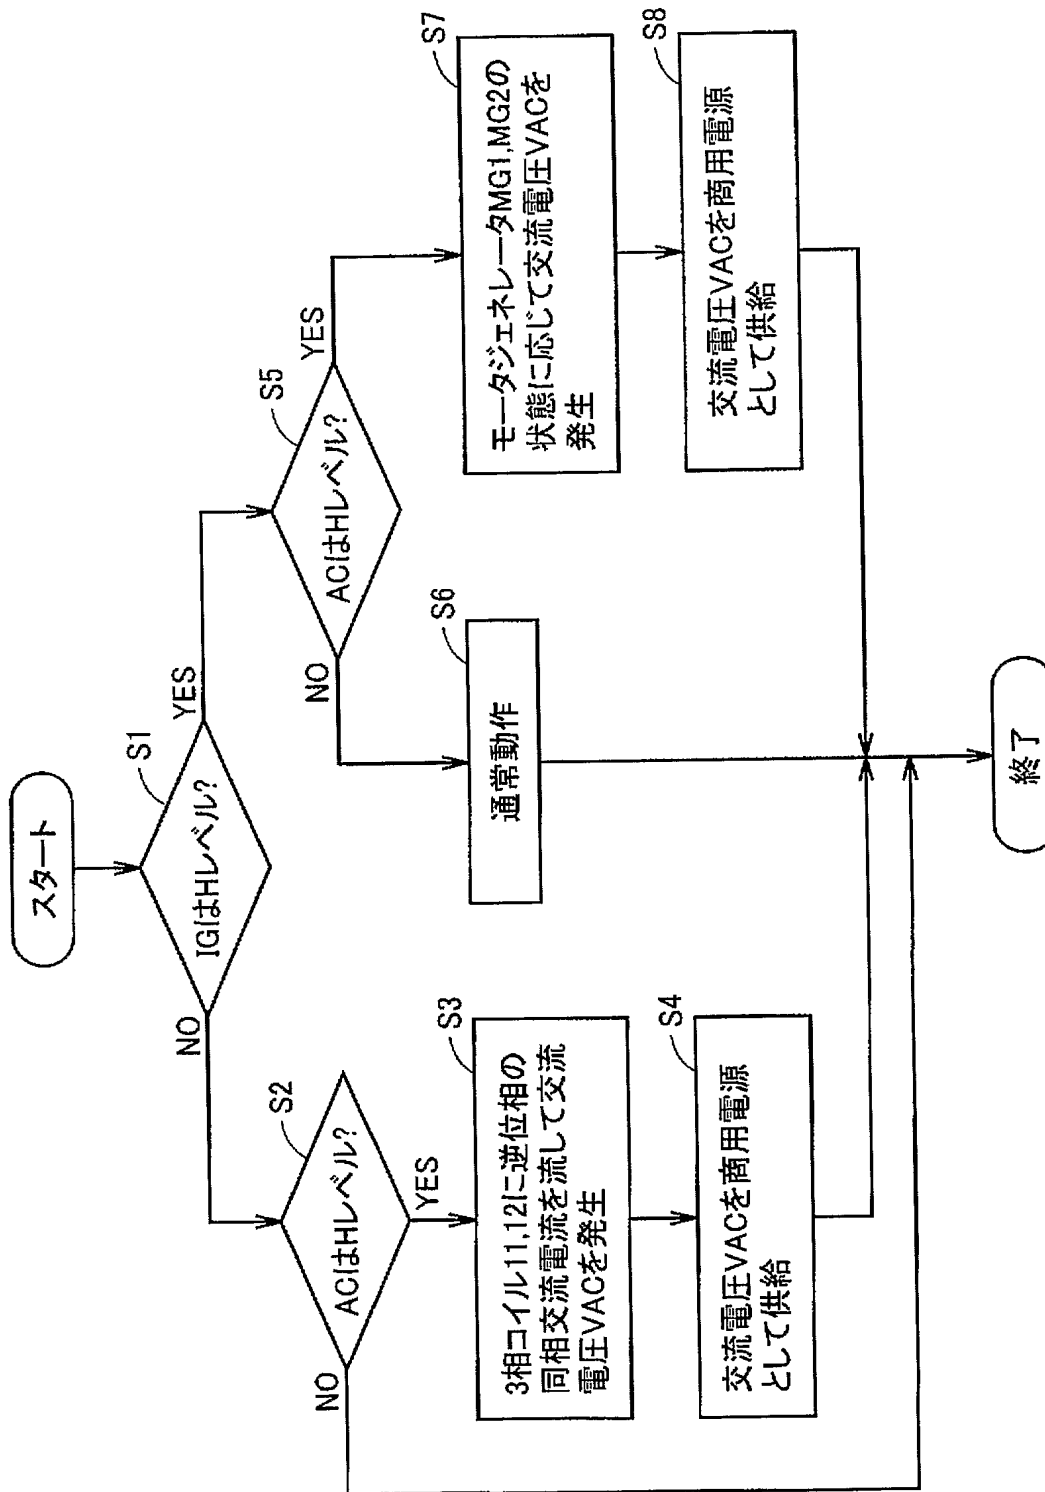 スタート
S1
IGはHレベル?
NO
YES
S2
ACはHレベル?
NO
YES
S3
3相コイル11,12に逆位相の
同相交流電流を流して交流
電圧VACを発生
S4
交流電圧VACを商用電源
として供給
S5
ACはHレベル?
NO
YES
S6
通常動作
S7
モータジェネレータMG1,MG2の
状態に応じて交流電圧VACを
発生
S8
交流電圧VACを商用電源
として供給
終了